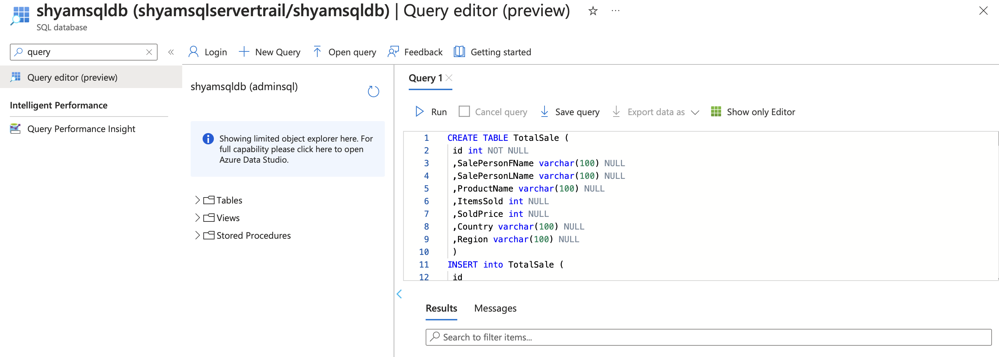 shyamsqldb (shyamsqlservertrail/shyamsqldb) | Query editor (preview)
SQL database
query
Login
New Query
Open query
Feedback
Getting started
Query editor (preview)
Intelligent Performance
Query Performance Insight
shyamsqldb (adminsql)
Showing limited object explorer here. For
full capability please click here to open
Azure Data Studio.
Tables
Views
Stored Procedures
Query 1
Run
Cancel query
Save query
Export data as
Show only Editor
1 CREATE TABLE TotalSale (
2 id int NOT NULL
3 ,SalePersonFName varchar(100) NULL
4 ,SalePersonLName varchar(100) NULL
5 ,ProductName varchar(100) NULL
6 ,ItemsSold int NULL
7 ,SoldPrice int NULL
8 ,Country varchar(100) NULL
9 ,Region varchar(100) NULL
10 )
11 INSERT into TotalSale (
12 id
Results
Messages
Search to filter items...